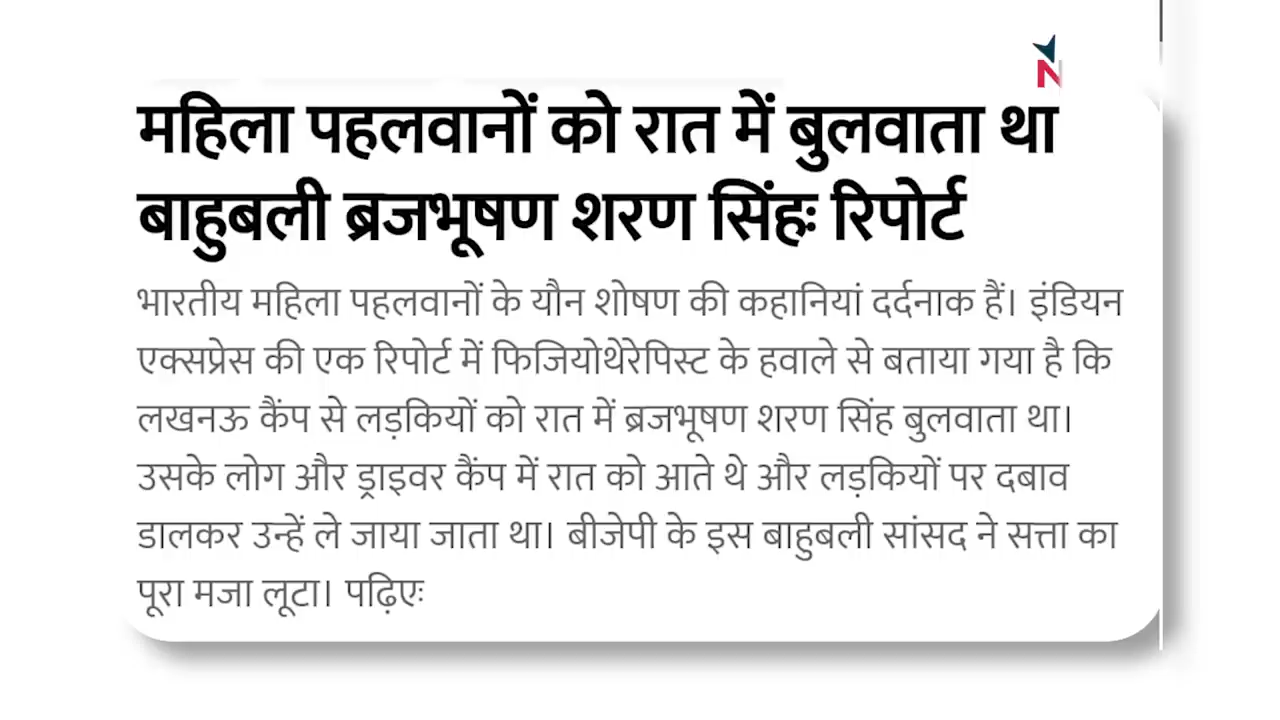 महिला पहलवानों को रात में बुलवाता था
बाहुबली ब्रजभूषण शरण सिंहः रिपोर्ट
भारतीय महिला पहलवानों के यौन शोषण की कहानियां दर्दनाक हैं। इंडियन
एक्सप्रेस की एक रिपोर्ट में फिजियोथेरेपिस्ट के हवाले से बताया गया है कि
लखनऊ कैंप से लड़कियों को रात में ब्रजभूषण शरण सिंह बुलवाता था।
उसके लोग और ड्राइवर कैंप में रात को आते थे और लड़कियों पर दबाव
डालकर उन्हें ले जाया जाता था। बीजेपी के इस बाहुबली सांसद ने सत्ता का
पूरा मजा लूटा। पढ़िएः